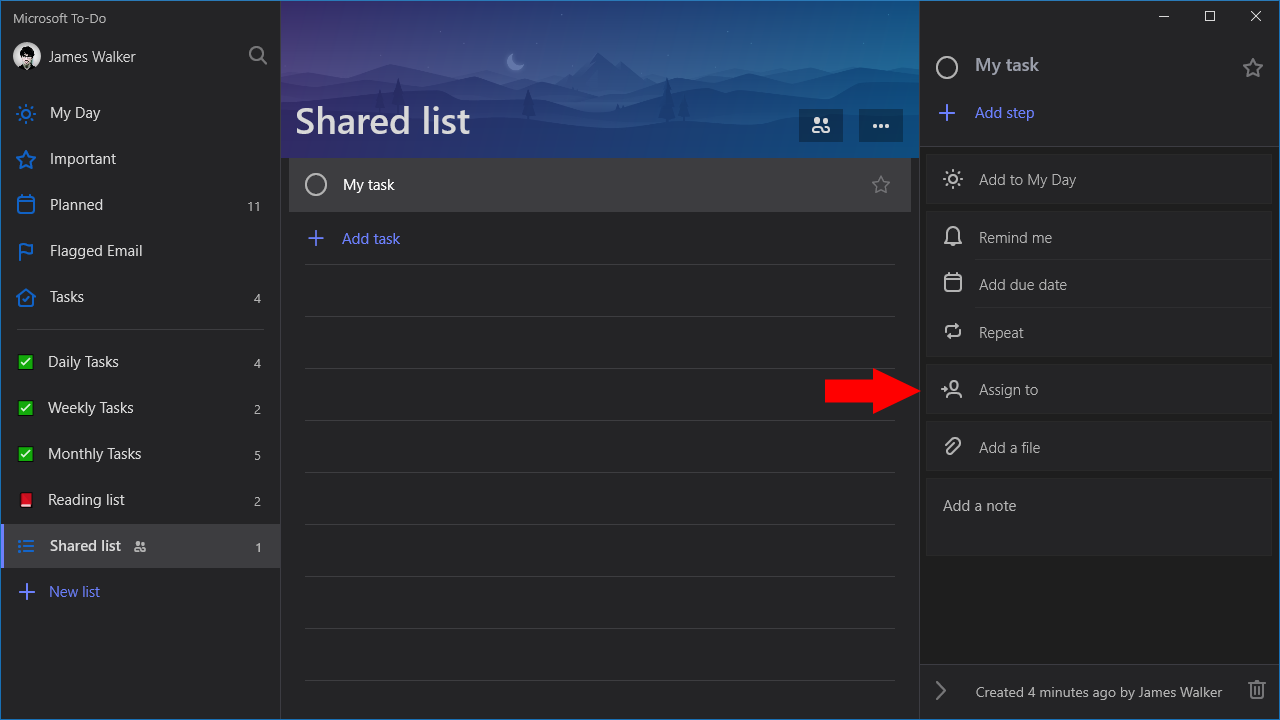 Microsoft To-Do
James Walker
My Day
Important
Planned 11
Flagged Email
Tasks 4
Daily Tasks 4
Weekly Tasks 2
Monthly Tasks 5
Reading list 2
Shared list 1
New list
Shared list
My task
Add task
My task
Add step
Add to My Day
Remind me
Add due date
Repeat
Assign to
Add a file
Add a note
Created 4 minutes ago by James Walker